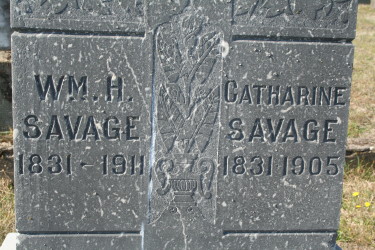 WM. H.
SAVAGE
1831 - 1911
CATHARINE
SAVAGE
1831 1905